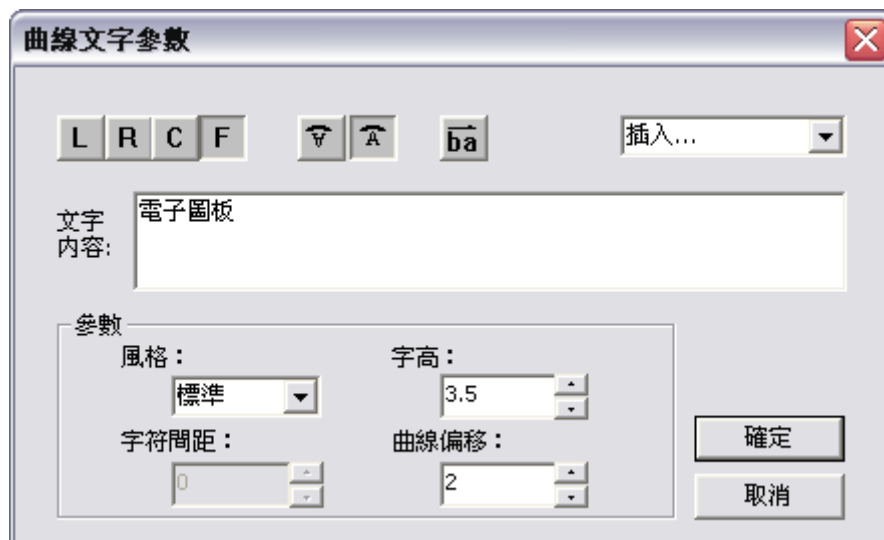 曲線文字參數
L R C F A A ba 插入...
文字
内容:
電子圖板
參數
風格： 字高：
標準 3.5
字符間距： 曲線偏移：
0 2
確定
取消